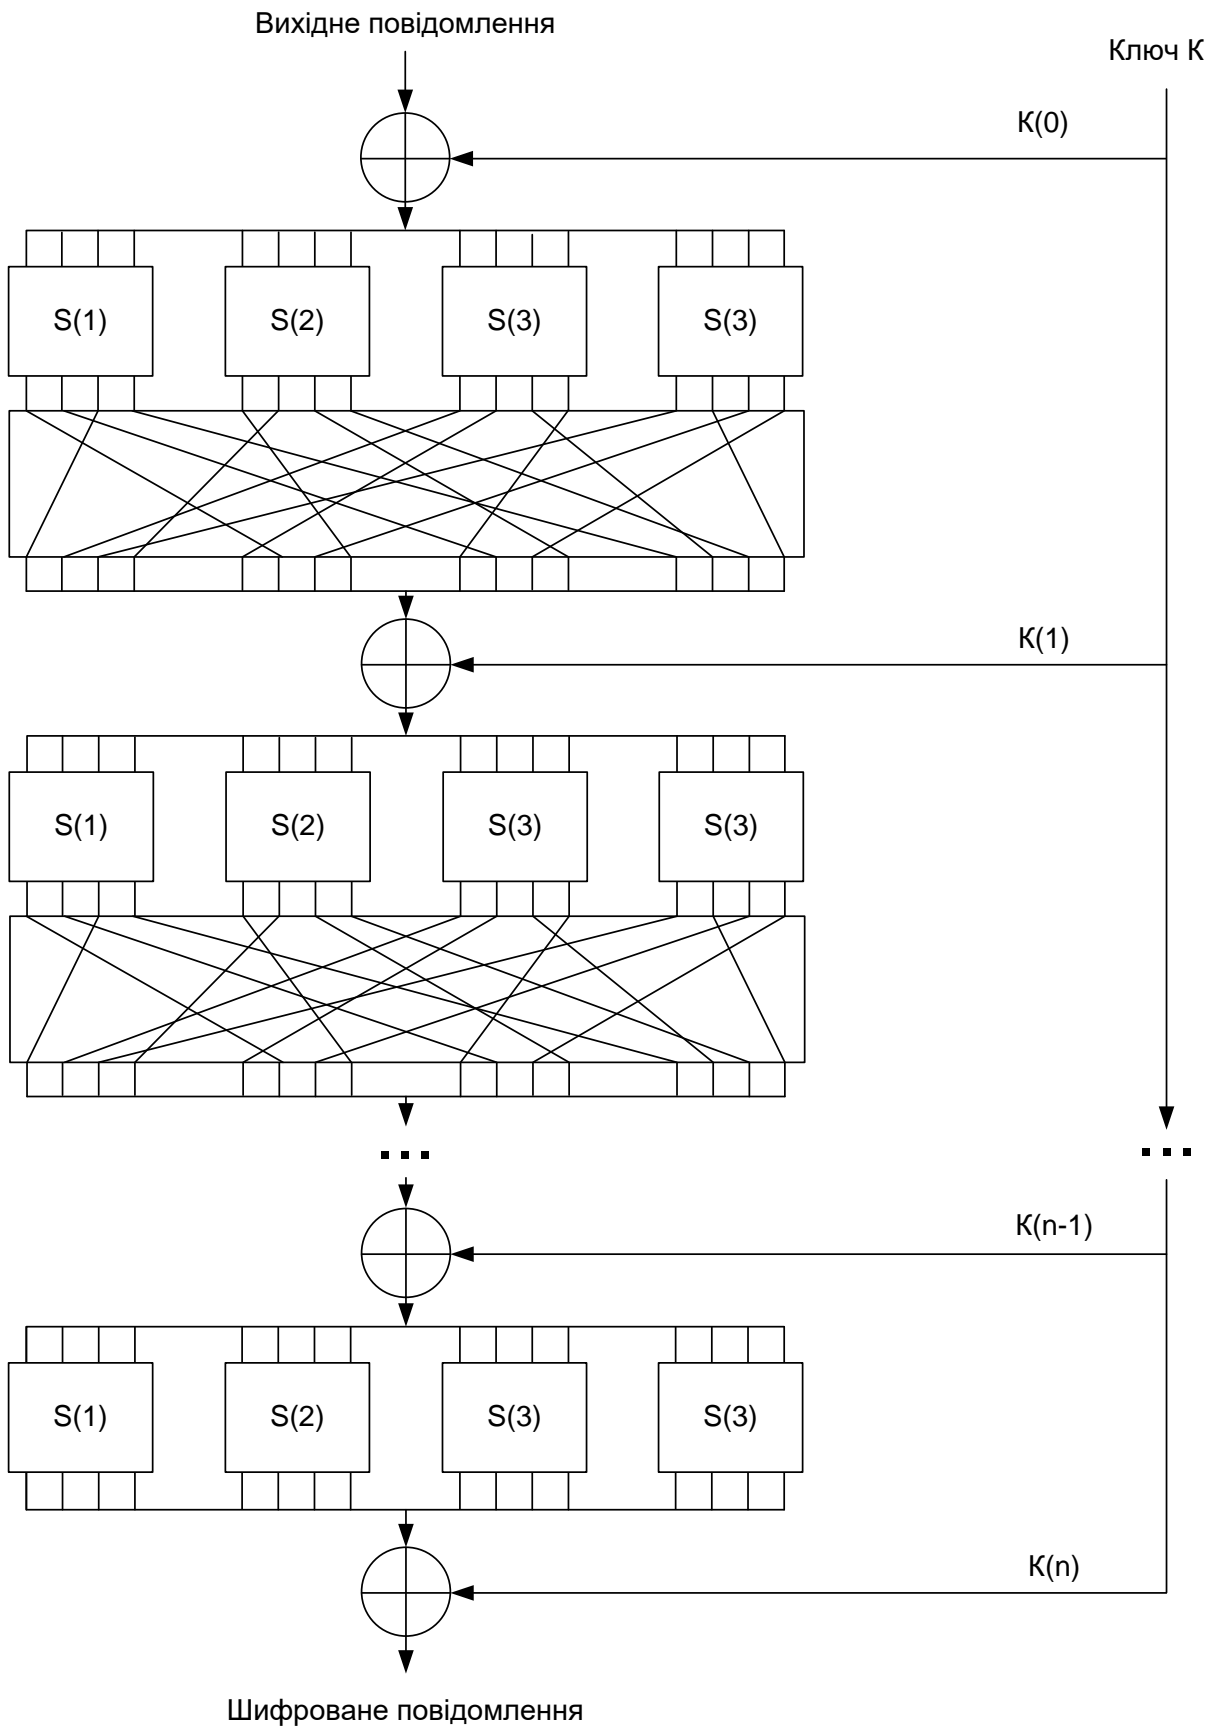 Вихідне повідомлення
Ключ К
К(0)
S(1) S(2) S(3) S(3)
К(1)
S(1) S(2) S(3) S(3)
...
...
К(n-1)
S(1) S(2) S(3) S(3)
К(n)
Шифроване повідомлення